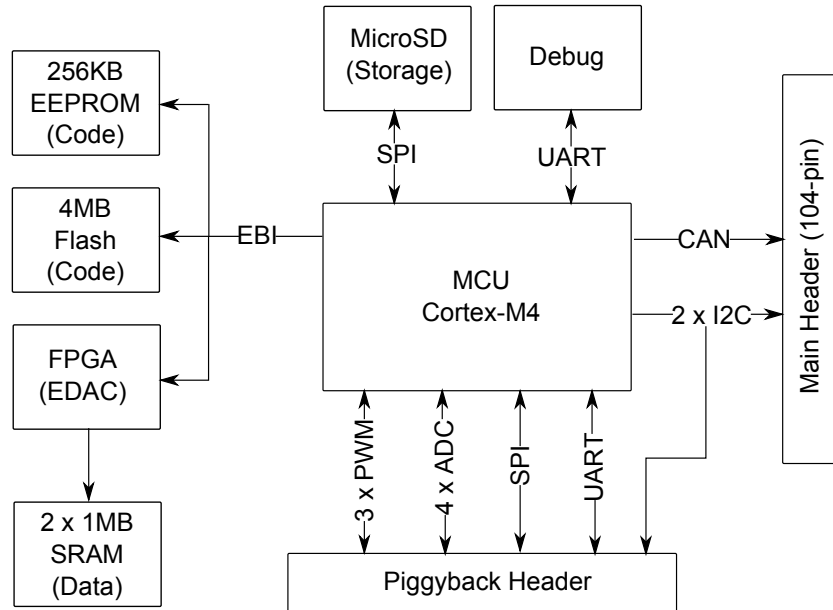 256KB
EEPROM
(Code)
MicroSD
(Storage)
Debug
SPI
UART
4MB
Flash
(Code)
EBI
MCU
Cortex-M4
CAN
2 x I2C
Main Header (104-pin)
FPGA
(EDAC)
3 x PWM
4 x ADC
SPI
UART
2 x 1MB
SRAM
(Data)
Piggyback Header